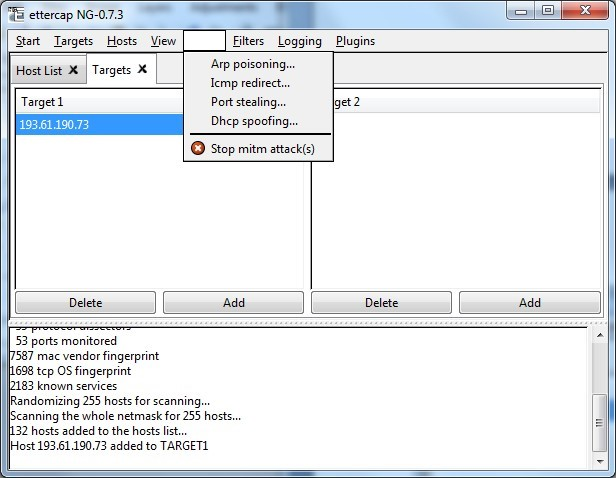 ettercap NG-0.7.3
Start Targets Hosts View Filters Logging Plugins
Host List Targets
Arp poisoning...
Icmp redirect...
Port stealing...
Dhcp spoofing...
Stop mitm attack(s)
Target 1 get 2
193.61.190.73
Delete Add Delete Add
53 ports monitored
7587 mac vendor fingerprint
1698 tcp OS fingerprint
2183 known services
Randomizing 255 hosts for scanning...
Scanning the whole netmask for 255 hosts...
132 hosts added to the hosts list...
Host 193.61.190.73 added to TARGET1